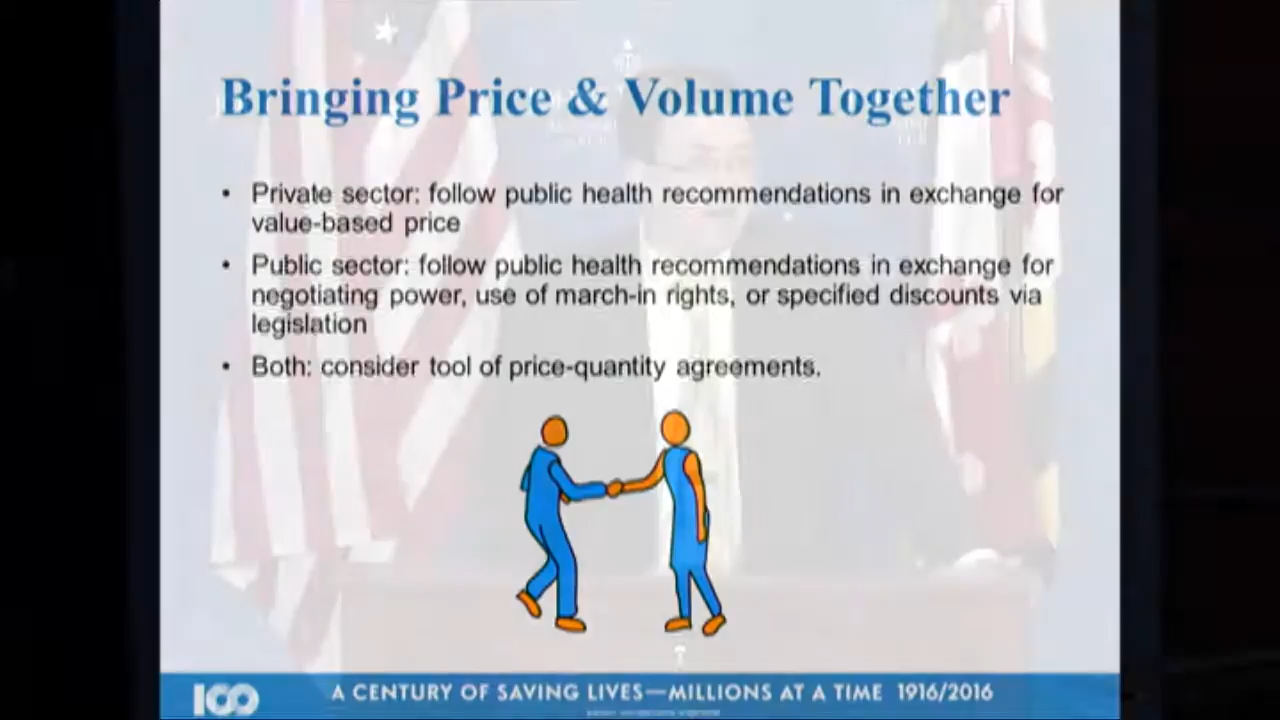 Bringing Price & Volume Together
• Private sector: follow public health recommendations in exchange for
value-based price
• Public sector: follow public health recommendations in exchange for
negotiating power, use of march-in rights, or specified discounts via
legislation
• Both: consider tool of price-quantity agreements.
100 A CENTURY OF SAVING LIVES—MILLIONS AT A TIME 1916/2016